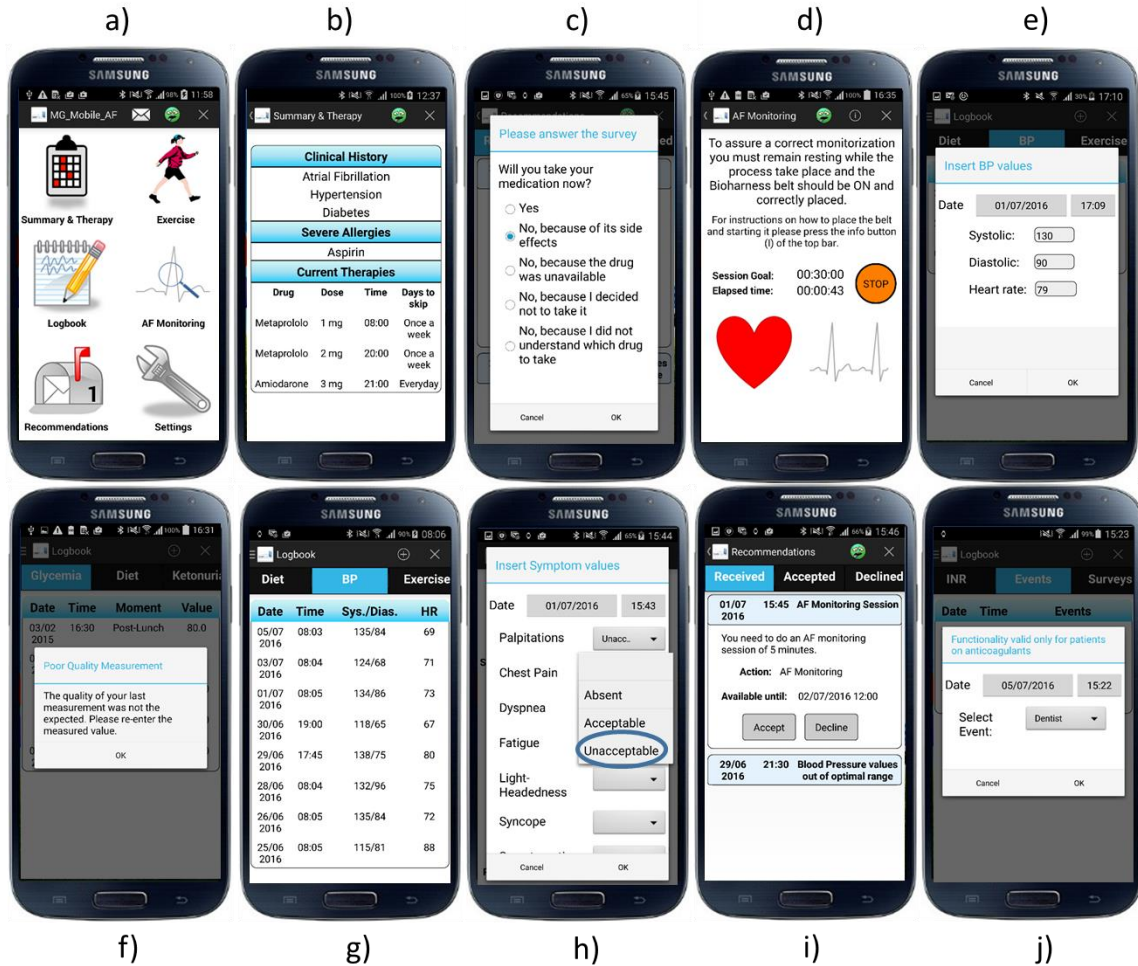 a)
b)
c)
d)
e)
SAMSUNG
98% 11:58
MG_Mobile_AF
Summary & Therapy
Exercise
Logbook
AF Monitoring
1
Recommendations
Settings
SAMSUNG
100% 12:37
Summary & Therapy
Clinical History
Atrial Fibrillation
Hypertension
Diabetes
Severe Allergies
Aspirin
Current Therapies
Drug Dose Time Days to skip
Metaprololo 1 mg 08:00 Once a week
Metaprololo 2 mg 20:00 Once a week
Amiodarone 3 mg 21:00 Everyday
SAMSUNG
65% 15:45
Please answer the survey
Will you take your
medication now?
Yes
No, because of its side
effects
No, because the drug
was unavailable
No, because I decided
not to take it
No, because I did not
understand which drug
to take
Cancel OK
SAMSUNG
100% 16:35
AF Monitoring
To assure a correct monitorization
you must remain resting while the
process take place and the
Bioharness belt should be ON and
correctly placed.
For instructions on how to place the belt
and starting it please press the info button
(I) of the top bar.
Session Goal: 00:30:00
Elapsed time: 00:00:43
STOP
SAMSUNG
30% 17:10
Logbook
Diet BP Exercise
Insert BP values
Date 01/07/2016 17:09
Systolic: 130
Diastolic: 90
Heart rate: 79
Cancel OK
SAMSUNG
100% 16:31
Logbook
Glycemia Diet Ketonuria
Date Time Moment Value
03/02 2015 16:30 Post-Lunch 80.0
Poor Quality Measurement
The quality of your last
measurement was not the
expected. Please re-enter the
measured value.
OK
SAMSUNG
90% 08:06
Logbook
Diet BP Exercise
Date Time Sys./Dias. HR
05/07 2016 08:03 135/84 69
03/07 2016 08:04 124/68 71
01/07 2016 08:05 134/86 73
30/06 2016 19:00 118/65 67
29/06 2016 17:45 138/75 80
28/06 2016 08:04 132/96 75
26/06 2016 08:05 135/84 72
25/06 2016 08:05 115/81 88
SAMSUNG
65% 15:44
Insert Symptom values
Date 01/07/2016 15:43
Palpitations Unacc..
Chest Pain
Absent
Dyspnea
Acceptable
Fatigue
Unacceptable
Light-
Headedness
Syncope
Cancel OK
SAMSUNG
66% 15:46
Recommendations
Received Accepted Declined
01/07 2016 15:45 AF Monitoring Session
You need to do an AF monitoring
session of 5 minutes.
Action: AF Monitoring
Available until: 02/07/2016 12:00
Accept Decline
29/06 2016 21:30 Blood Pressure values
out of optimal range
SAMSUNG
99% 15:23
Logbook
INR Events Surveys
Date Time Events
Functionality valid only for patients
on anticoagulants
Date 05/07/2016 15:22
Select
Event: Dentist
Cancel OK
f)
g)
h)
i)
j)